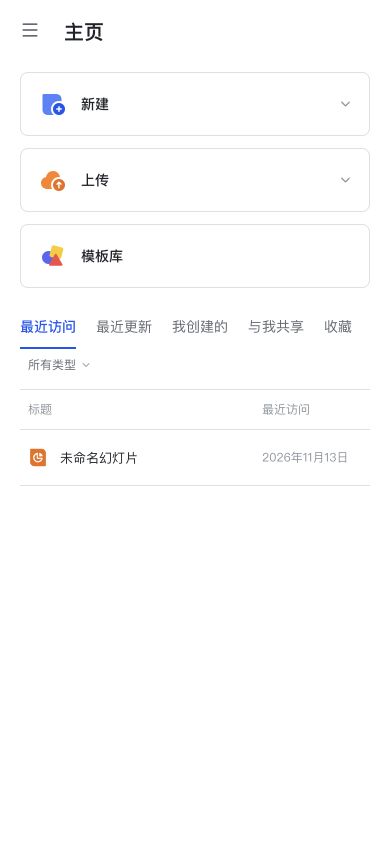 主页
新建
上传
模板库
最近访问 最近更新 我创建的 与我共享 收藏
所有类型
标题 最近访问
未命名幻灯片 2026年11月13日